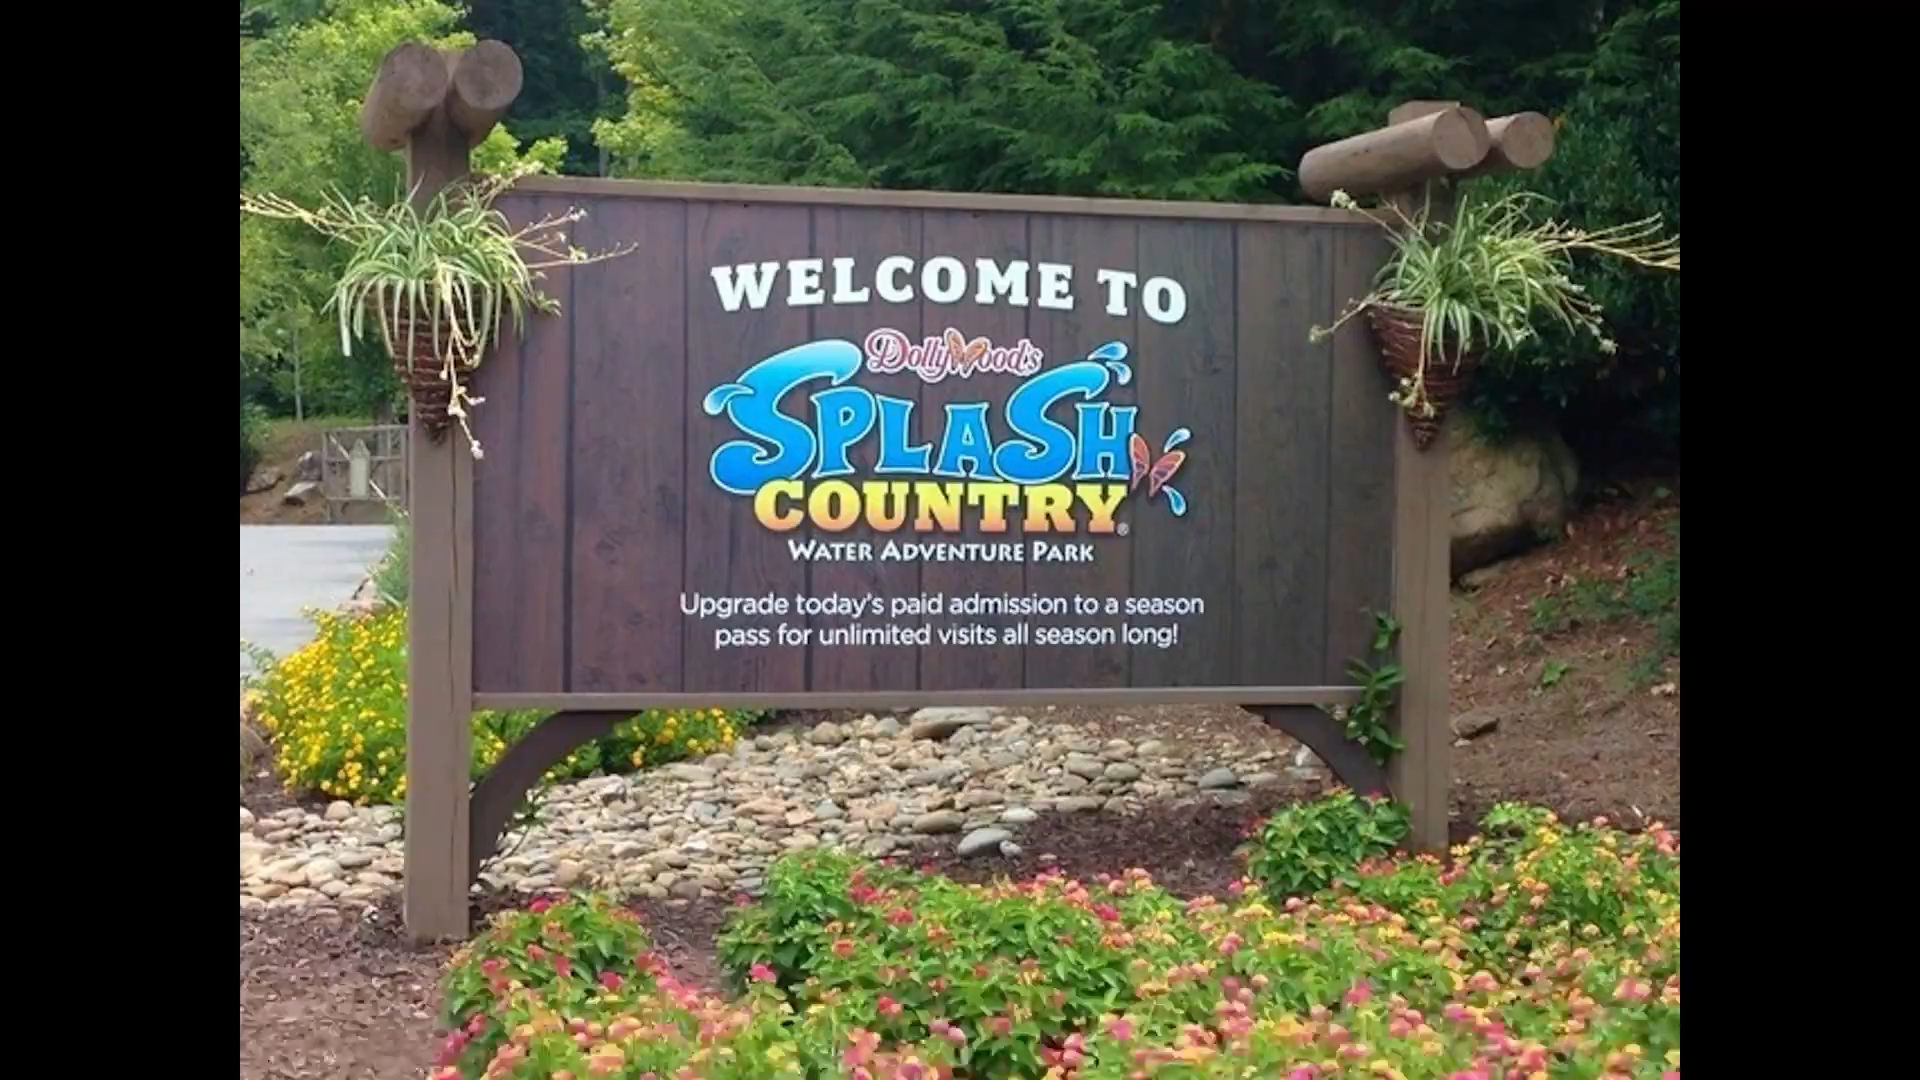 WELCOME TO
DollyWood's
SPLASH
COUNTRY®
WATER ADVENTURE PARK
Upgrade today's paid admission to a season
pass for unlimited visits all season long!